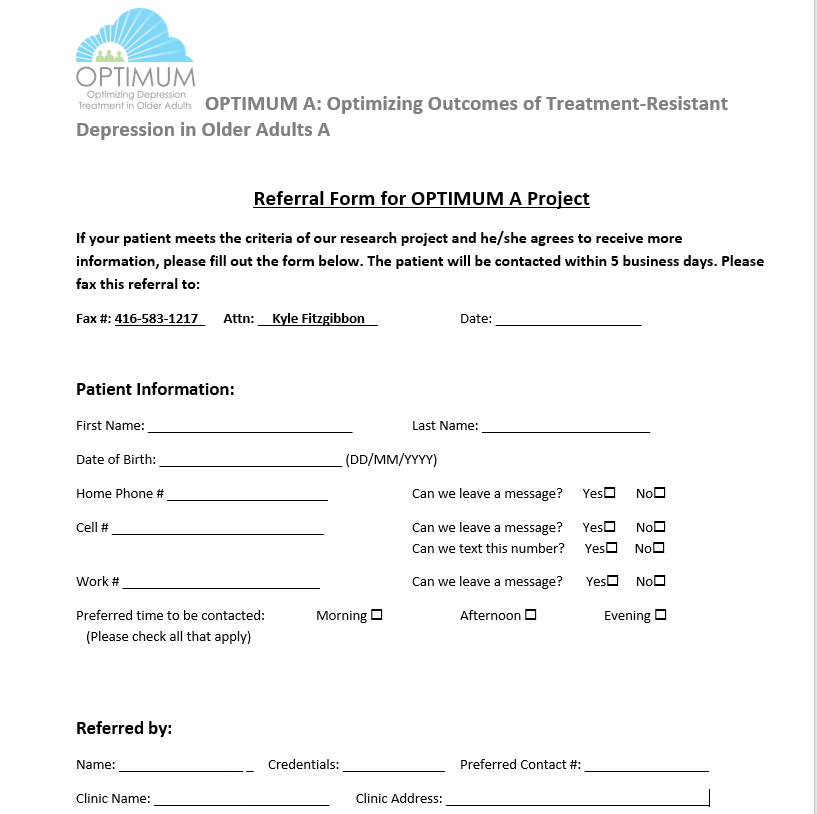 OPTIMUM
Optimizing Depression
Treatment in Older Adults
OPTIMUM A: Optimizing Outcomes of Treatment-Resistant
Depression in Older Adults A
Referral Form for OPTIMUM A Project
If your patient meets the criteria of our research project and he/she agrees to receive more
information, please fill out the form below. The patient will be contacted within 5 business days. Please
fax this referral to:
Fax #: 416-583-1217 Attn: Kyle Fitzgibbon Date: ____________________
Patient Information:
First Name: ____________________________ Last Name: _______________________
Date of Birth: _________________________ (DD/MM/YYYY)
Home Phone # ______________________ Can we leave a message? Yes☐ No☐
Cell # _____________________________ Can we leave a message? Yes☐ No☐
Can we text this number? Yes☐ No☐
Work # ___________________________ Can we leave a message? Yes☐ No☐
Preferred time to be contacted: Morning ☐ Afternoon ☐ Evening ☐
(Please check all that apply)
Referred by:
Name: _________________ _ Credentials: ______________ Preferred Contact #: _________________
Clinic Name: ________________________ Clinic Address: ____________________________________